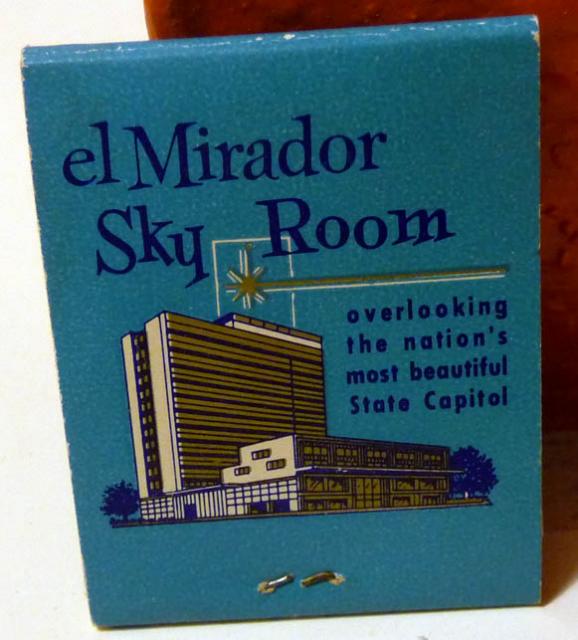 el Mirador
Sky Room
overlooking
the nation's
most beautiful
State Capitol